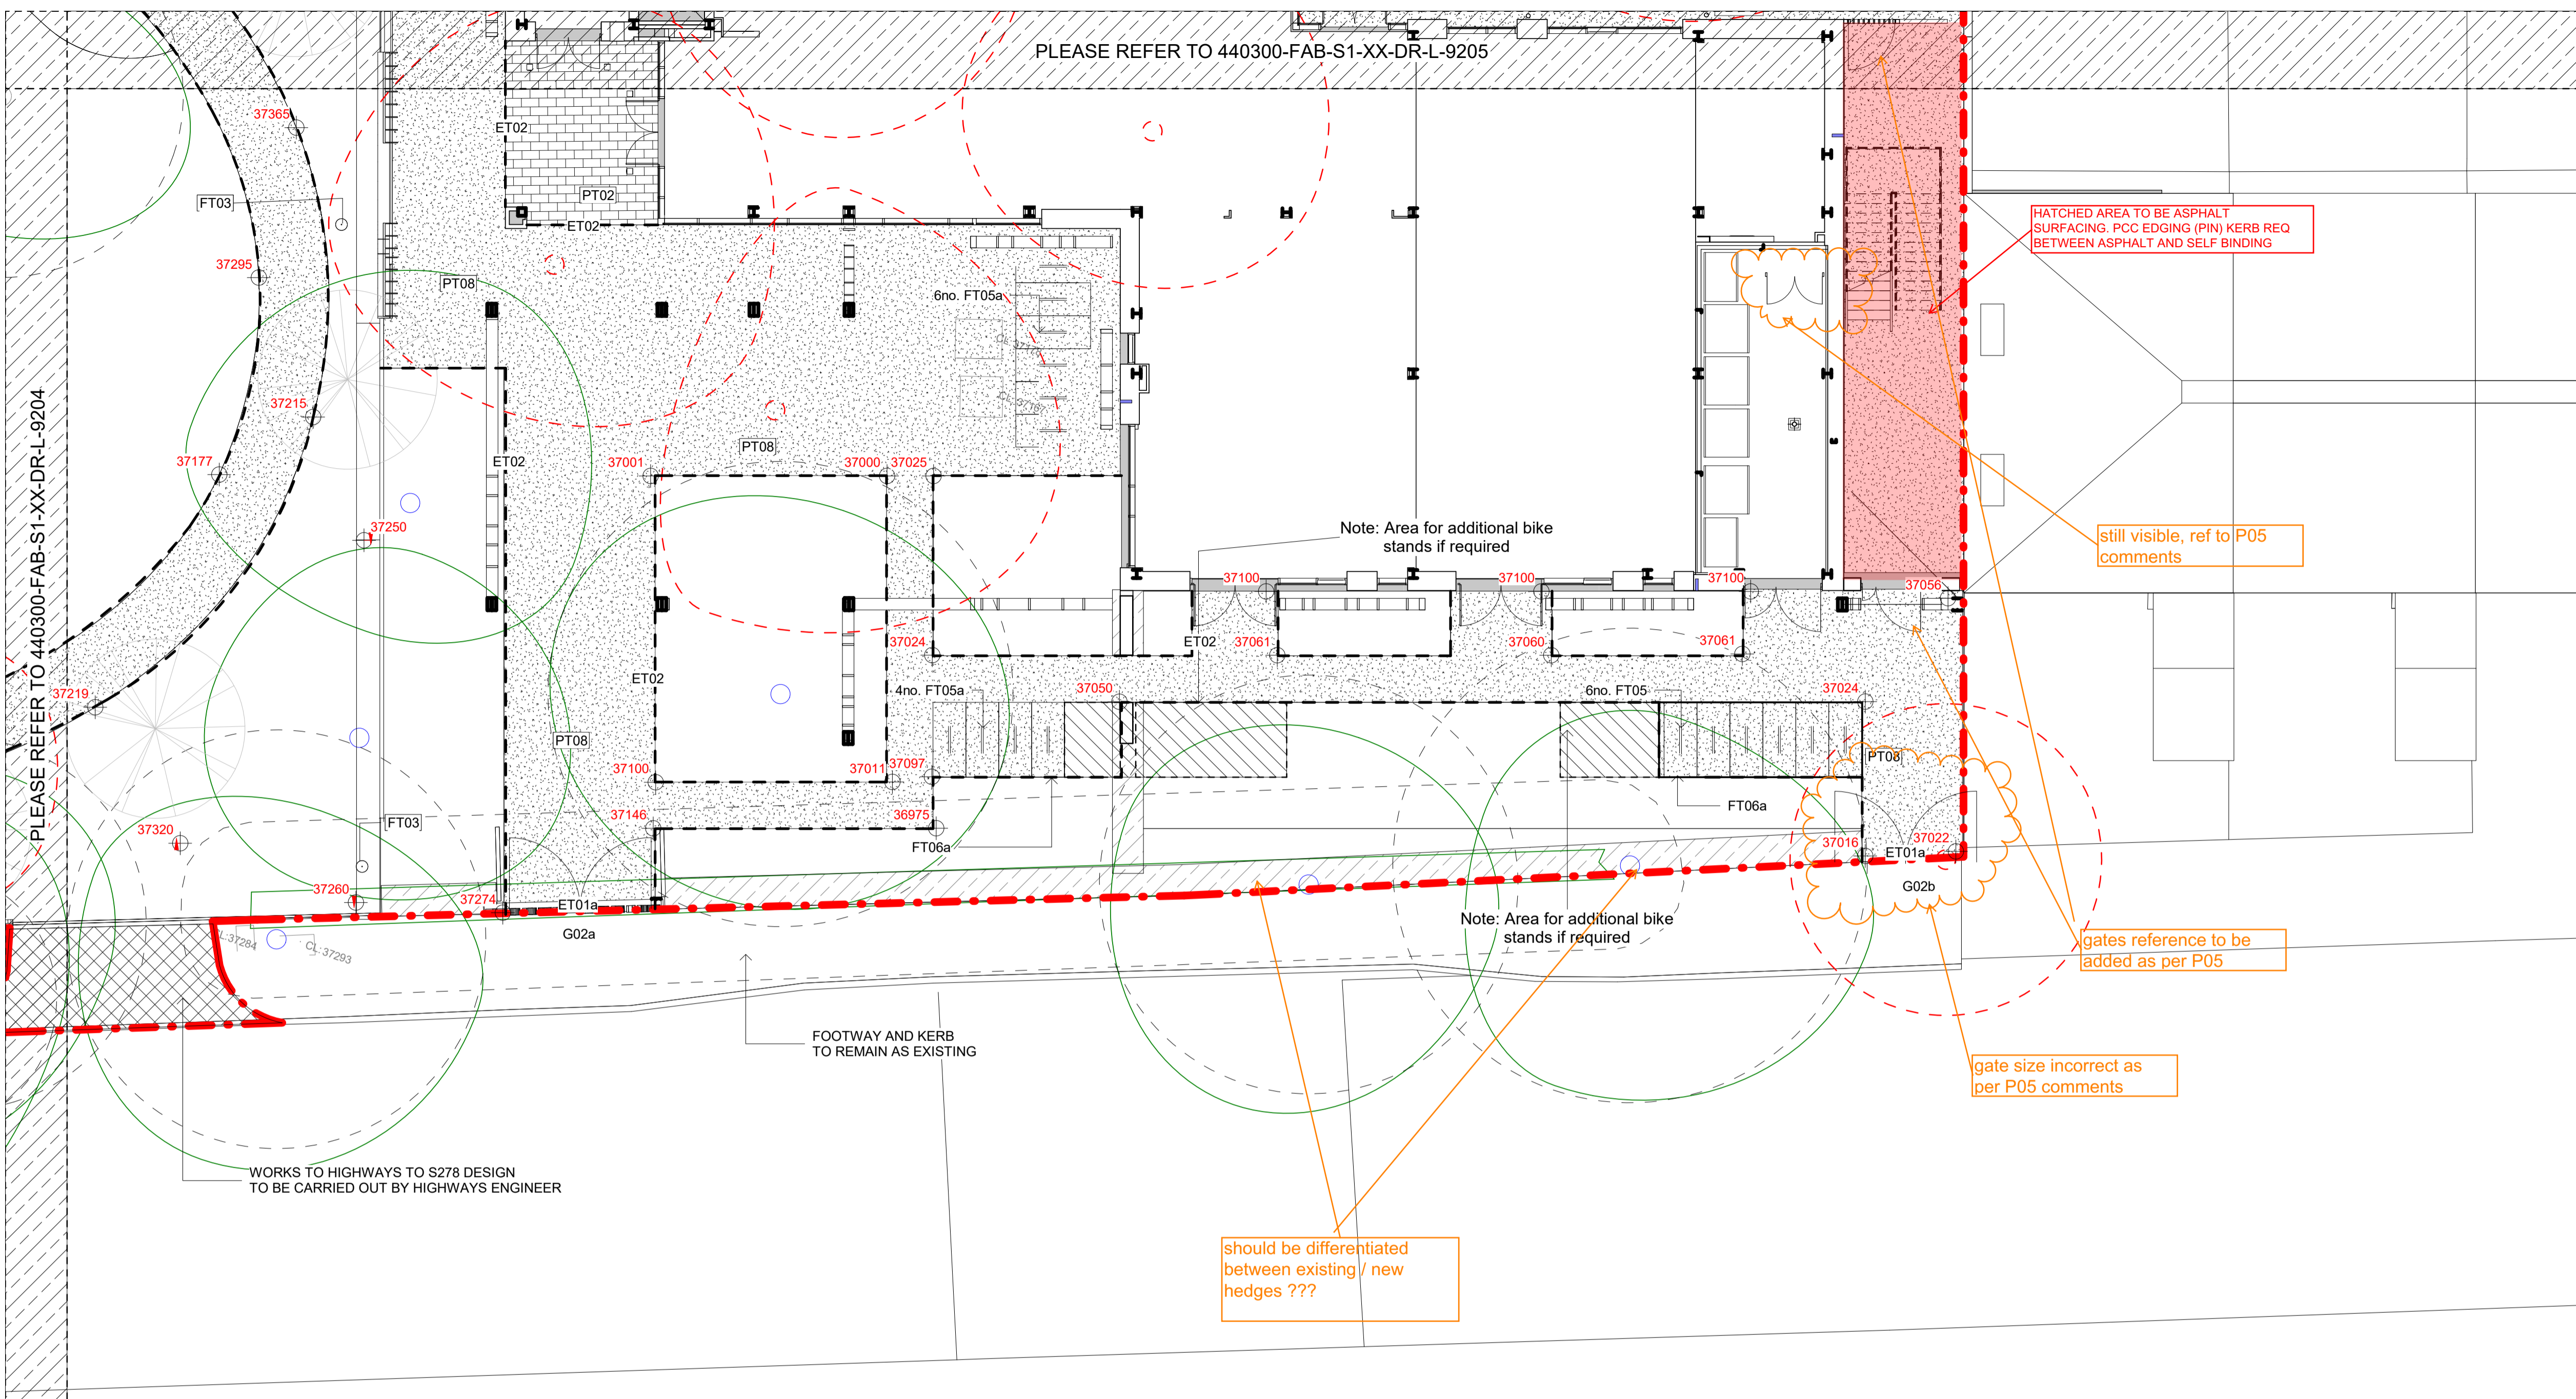 PLEASE REFER TO 440300-FAB-S1-XX-DR-L-9205
37365
ET02
FT03
PT02
ET02
HATCHED AREA TO BE ASPHALT
SURFACING. PCC EDGING (PIN) KERB REQ
BETWEEN ASPHALT AND SELF BINDING
37295
PT08
6no. FT05a
37215
PLEASE REFER TO 440300-FAB-S1-XX-DR-L-9204
PT08
37177
ET02
37001
37000
37025
37250
Note: Area for additional bike
stands if required
still visible, ref to P05
comments
37100
37100
37100
37056
37024
ET02
37061
37060
37061
ET02
37219
4no. FT05a
37050
6no. FT05
37024
PT08
PT08
37100
37011
37097
FT06a
FT03
37146
36975
37320
FT06a
37016
37022
ET01a
37260
37274
ET01a
G02b
G02a
Note: Area for additional bike
stands if required
CL:37284
CL:37293
gates reference to be
added as per P05
FOOTWAY AND KERB
TO REMAIN AS EXISTING
gate size incorrect as
per P05 comments
WORKS TO HIGHWAYS TO S278 DESIGN
TO BE CARRIED OUT BY HIGHWAYS ENGINEER
should be differentiated
between existing / new
hedges ???